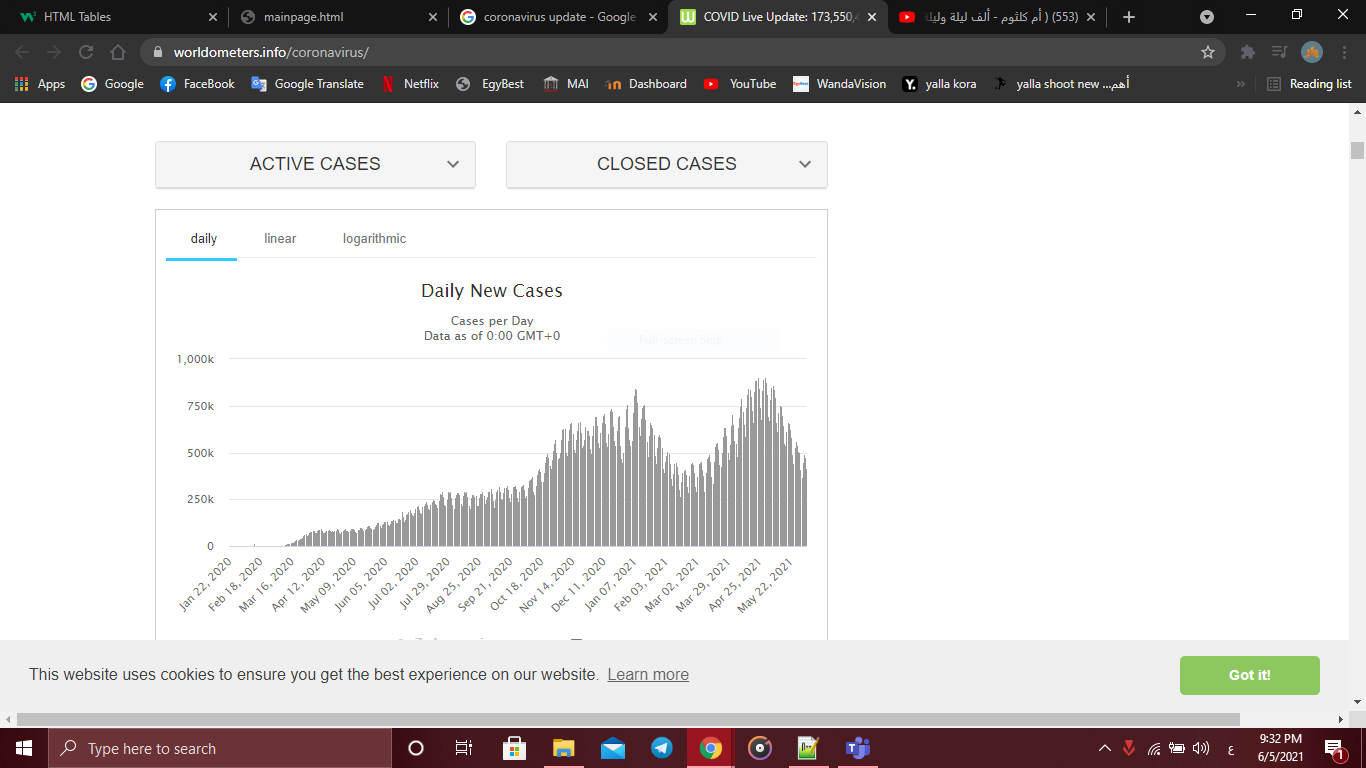 HTML Tables
mainpage.html
coronavirus update - Google
COVID Live Update: 173,550,4
(553) ( أم كلثوم - ألف ليلة وليلة
worldometers.info/coronavirus/
Apps
Google
FaceBook
Google Translate
Netflix
EgyBest
MAI
Dashboard
YouTube
WandaVision
yalla kora
yalla shoot new ...أهم
Reading list
ACTIVE CASES
CLOSED CASES
daily
linear
logarithmic
Daily New Cases
Cases per Day
Data as of 0:00 GMT+0
Full-screen Snip
1,000k
750k
500k
250k
0
Jan 22, 2020
Feb 18, 2020
Mar 16, 2020
Apr 12, 2020
May 09, 2020
Jun 05, 2020
Jul 02, 2020
Jul 29, 2020
Aug 25, 2020
Sep 21, 2020
Oct 18, 2020
Nov 14, 2020
Dec 11, 2020
Jan 07, 2021
Feb 03, 2021
Mar 02, 2021
Mar 29, 2021
Apr 25, 2021
May 22, 2021
This website uses cookies to ensure you get the best experience on our website. Learn more
Got it!
Type here to search
ع
9:32 PM
6/5/2021
1